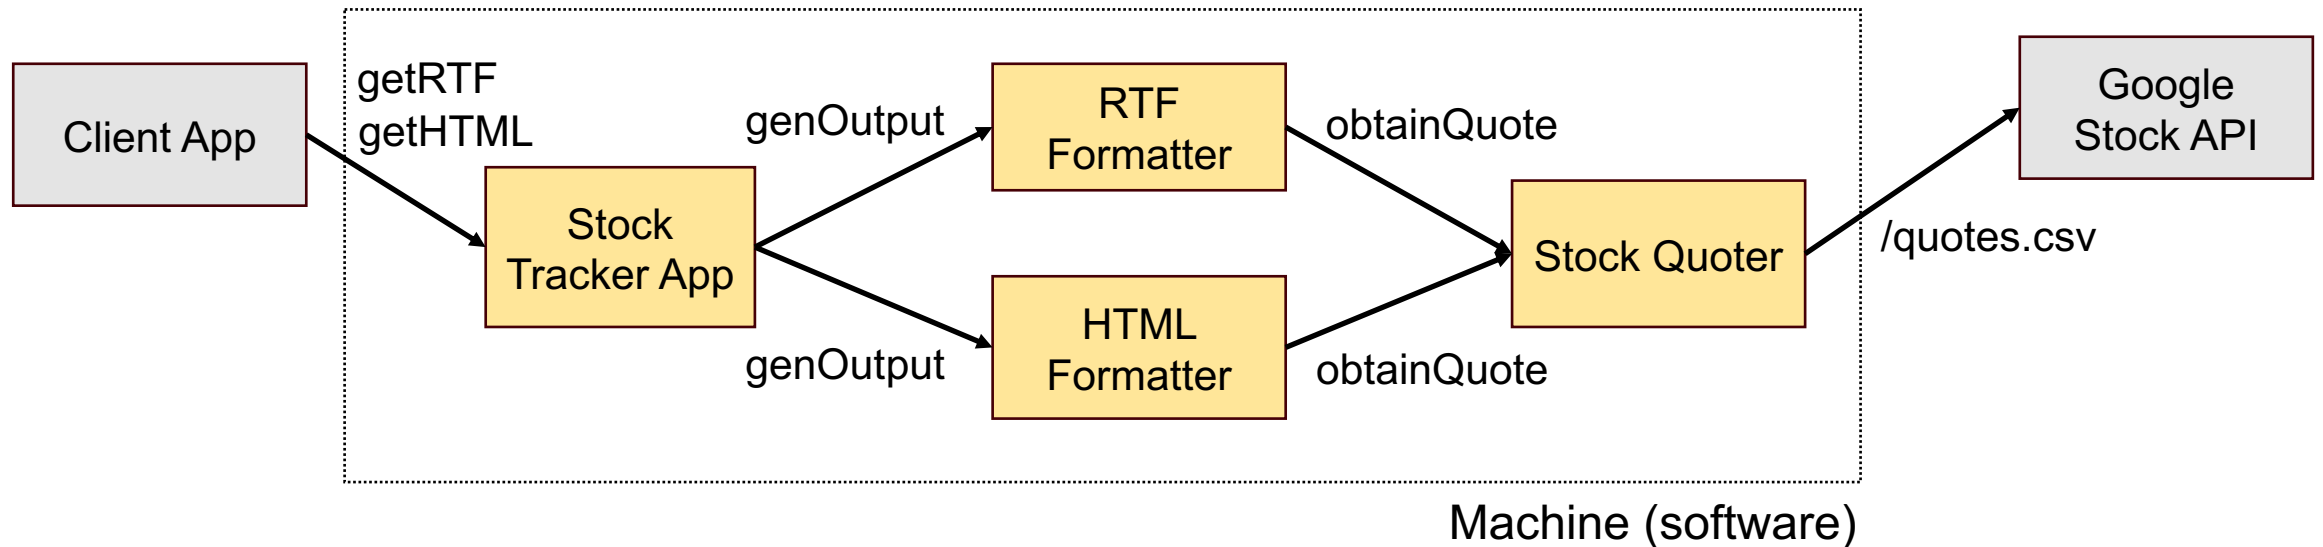 Client App
getRTF
getHTML
Stock
Tracker App
genOutput
genOutput
RTF
Formatter
HTML
Formatter
obtainQuote
obtainQuote
Stock Quoter
/quotes.csv
Google
Stock API
Machine (software)